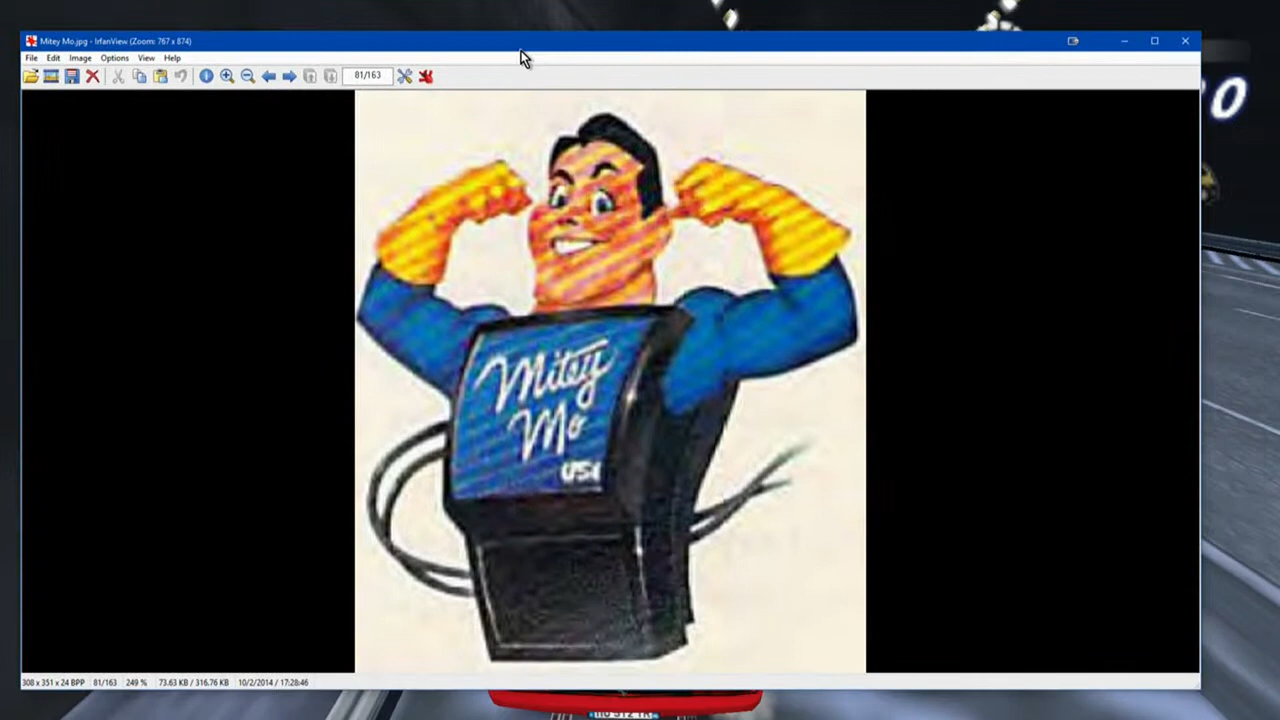 Mitey Mo.jpg - IrfanView (Zoom: 767 x 874)
File Edit Image Options View Help
81/163
0
Mitey
Mo
USI
308 x 351 x 24 BPP 81/163 249 % 73.63 KB / 316.76 KB 10/2/2014 / 17:28:46